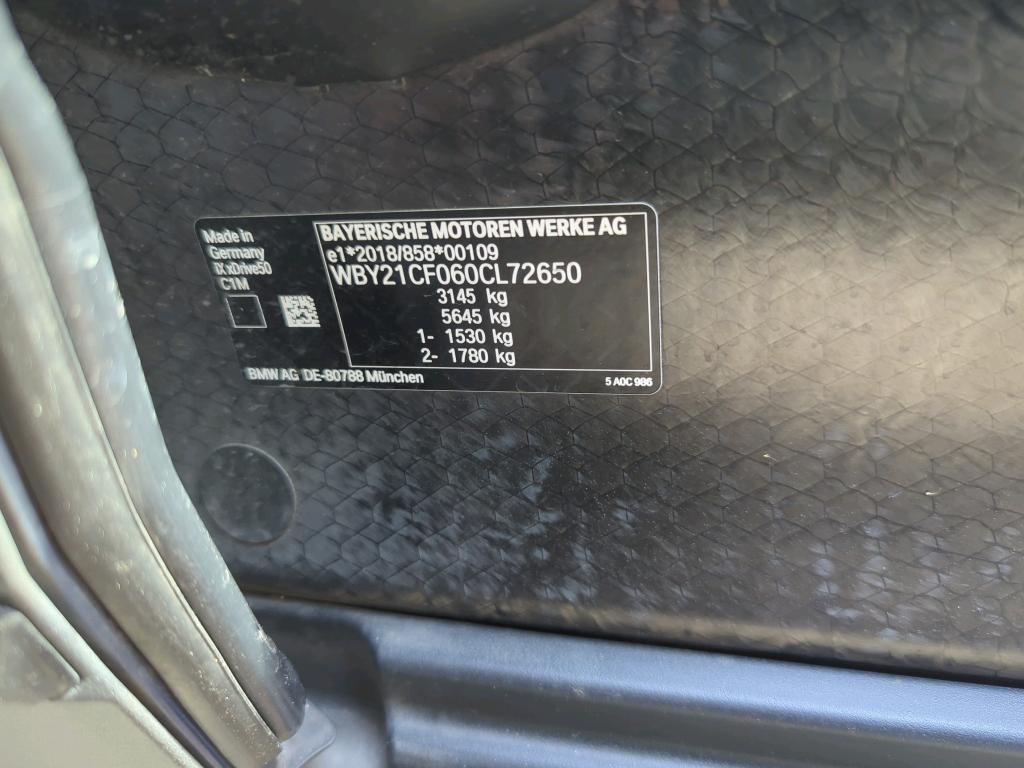 Made in
Germany
iX xDrive50
C1M
BAYERISCHE MOTOREN WERKE AG
e1*2018/858*00109
WBY21CF060CL72650
3145 kg
5645 kg
1- 1530 kg
2- 1780 kg
BMW AG DE-80788 München
5 A0C 986